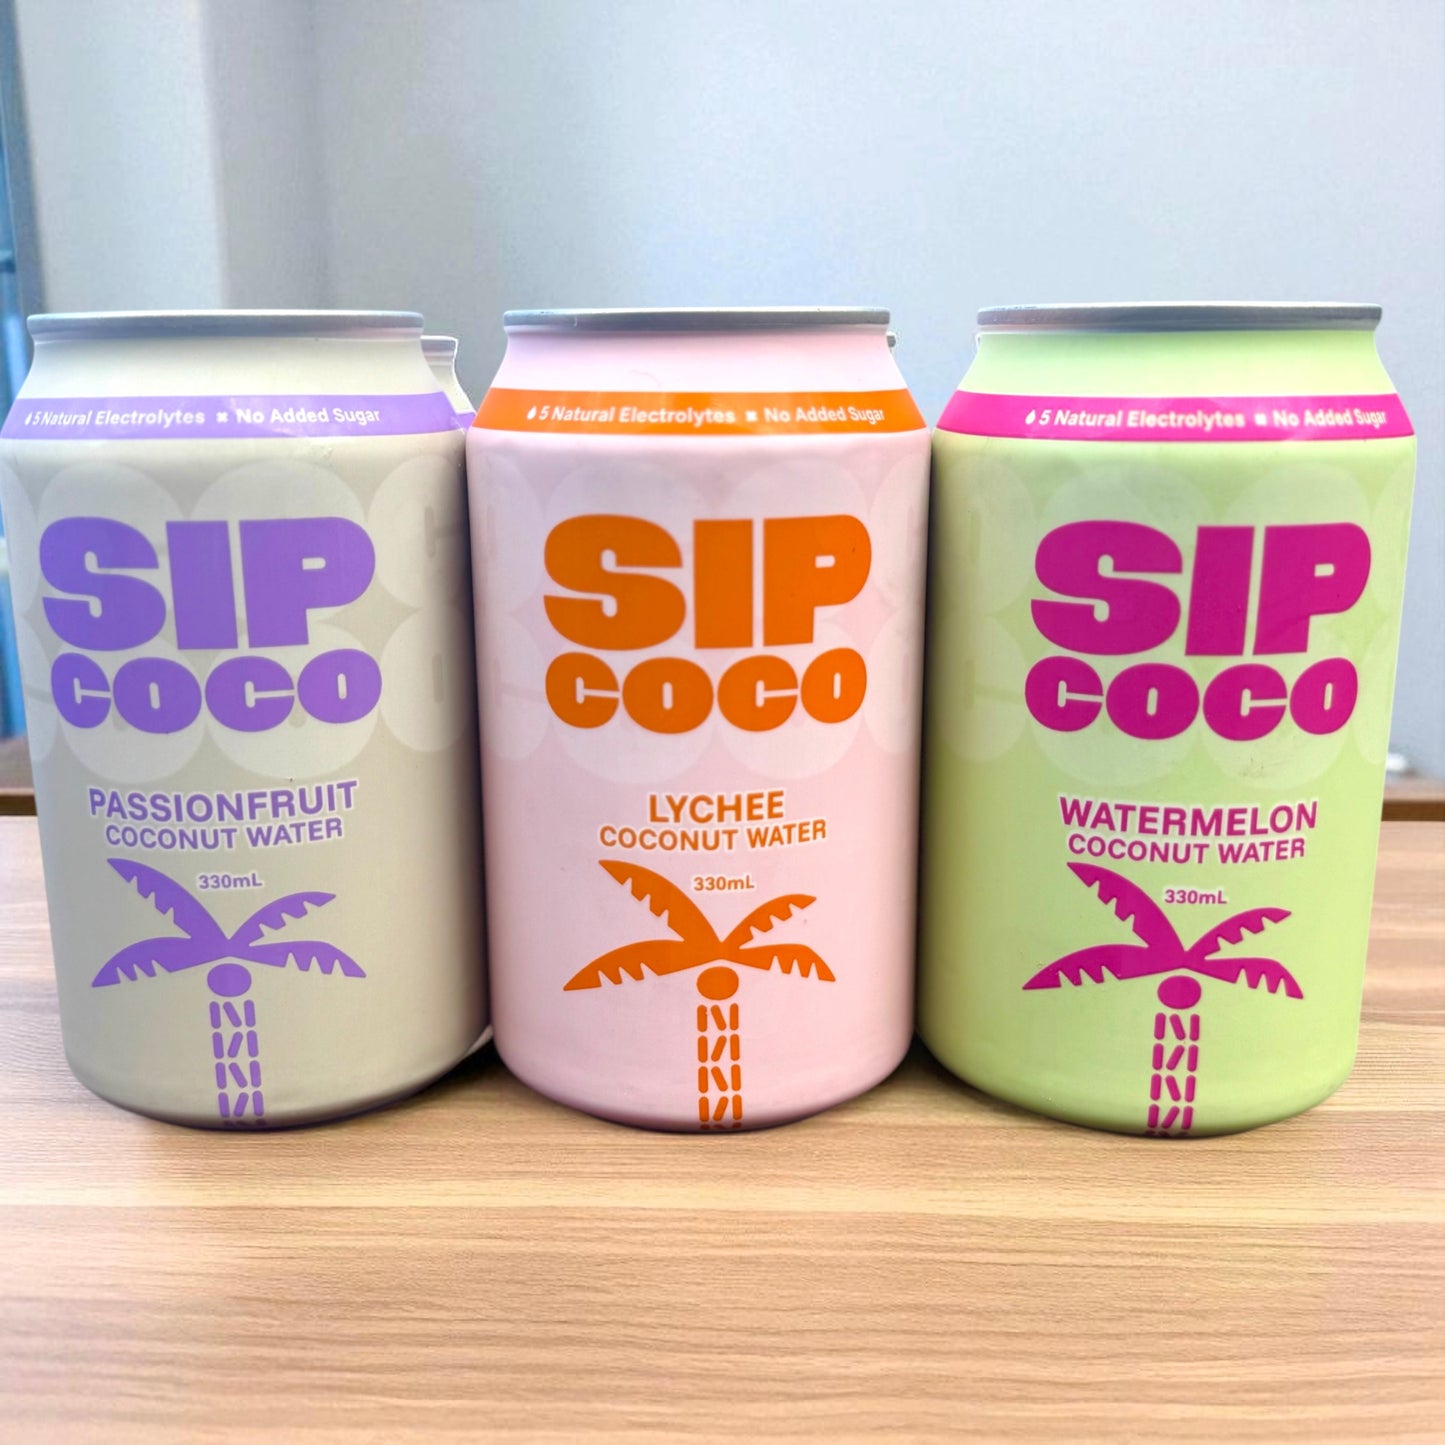 5 Natural Electrolytes No Added Sugar
SIP
COCO
PASSIONFRUIT
COCONUT WATER
330mL
5 Natural Electrolytes No Added Sugar
SIP
COCO
LYCHEE
COCONUT WATER
330mL
5 Natural Electrolytes No Added Sugar
SIP
COCO
WATERMELON
COCONUT WATER
330mL